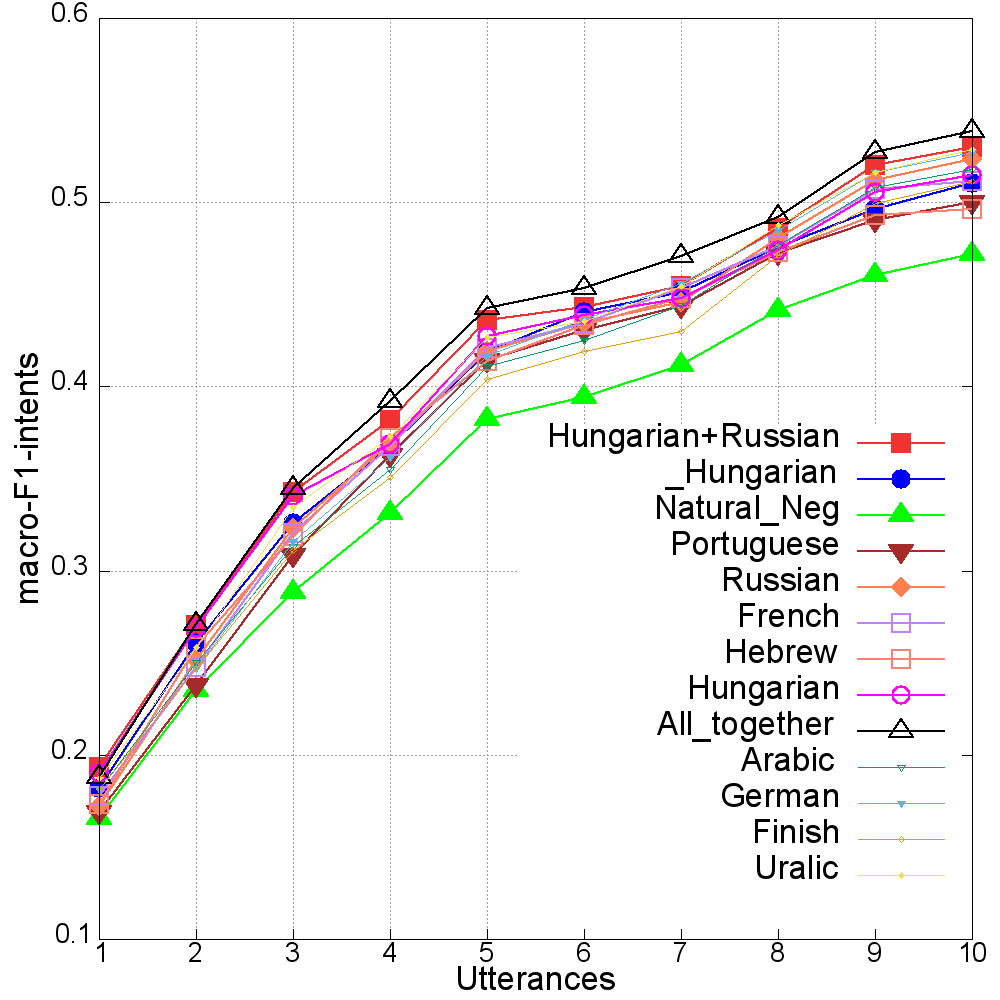 0.6
0.5
0.4
0.3
0.2
0.1
macro-F1-intents
Hungarian+Russian
_Hungarian
Natural_Neg
Portuguese
Russian
French
Hebrew
Hungarian
All_together
Arabic
German
Finish
Uralic
1 2 3 4 5 6 7 8 9 10
Utterances